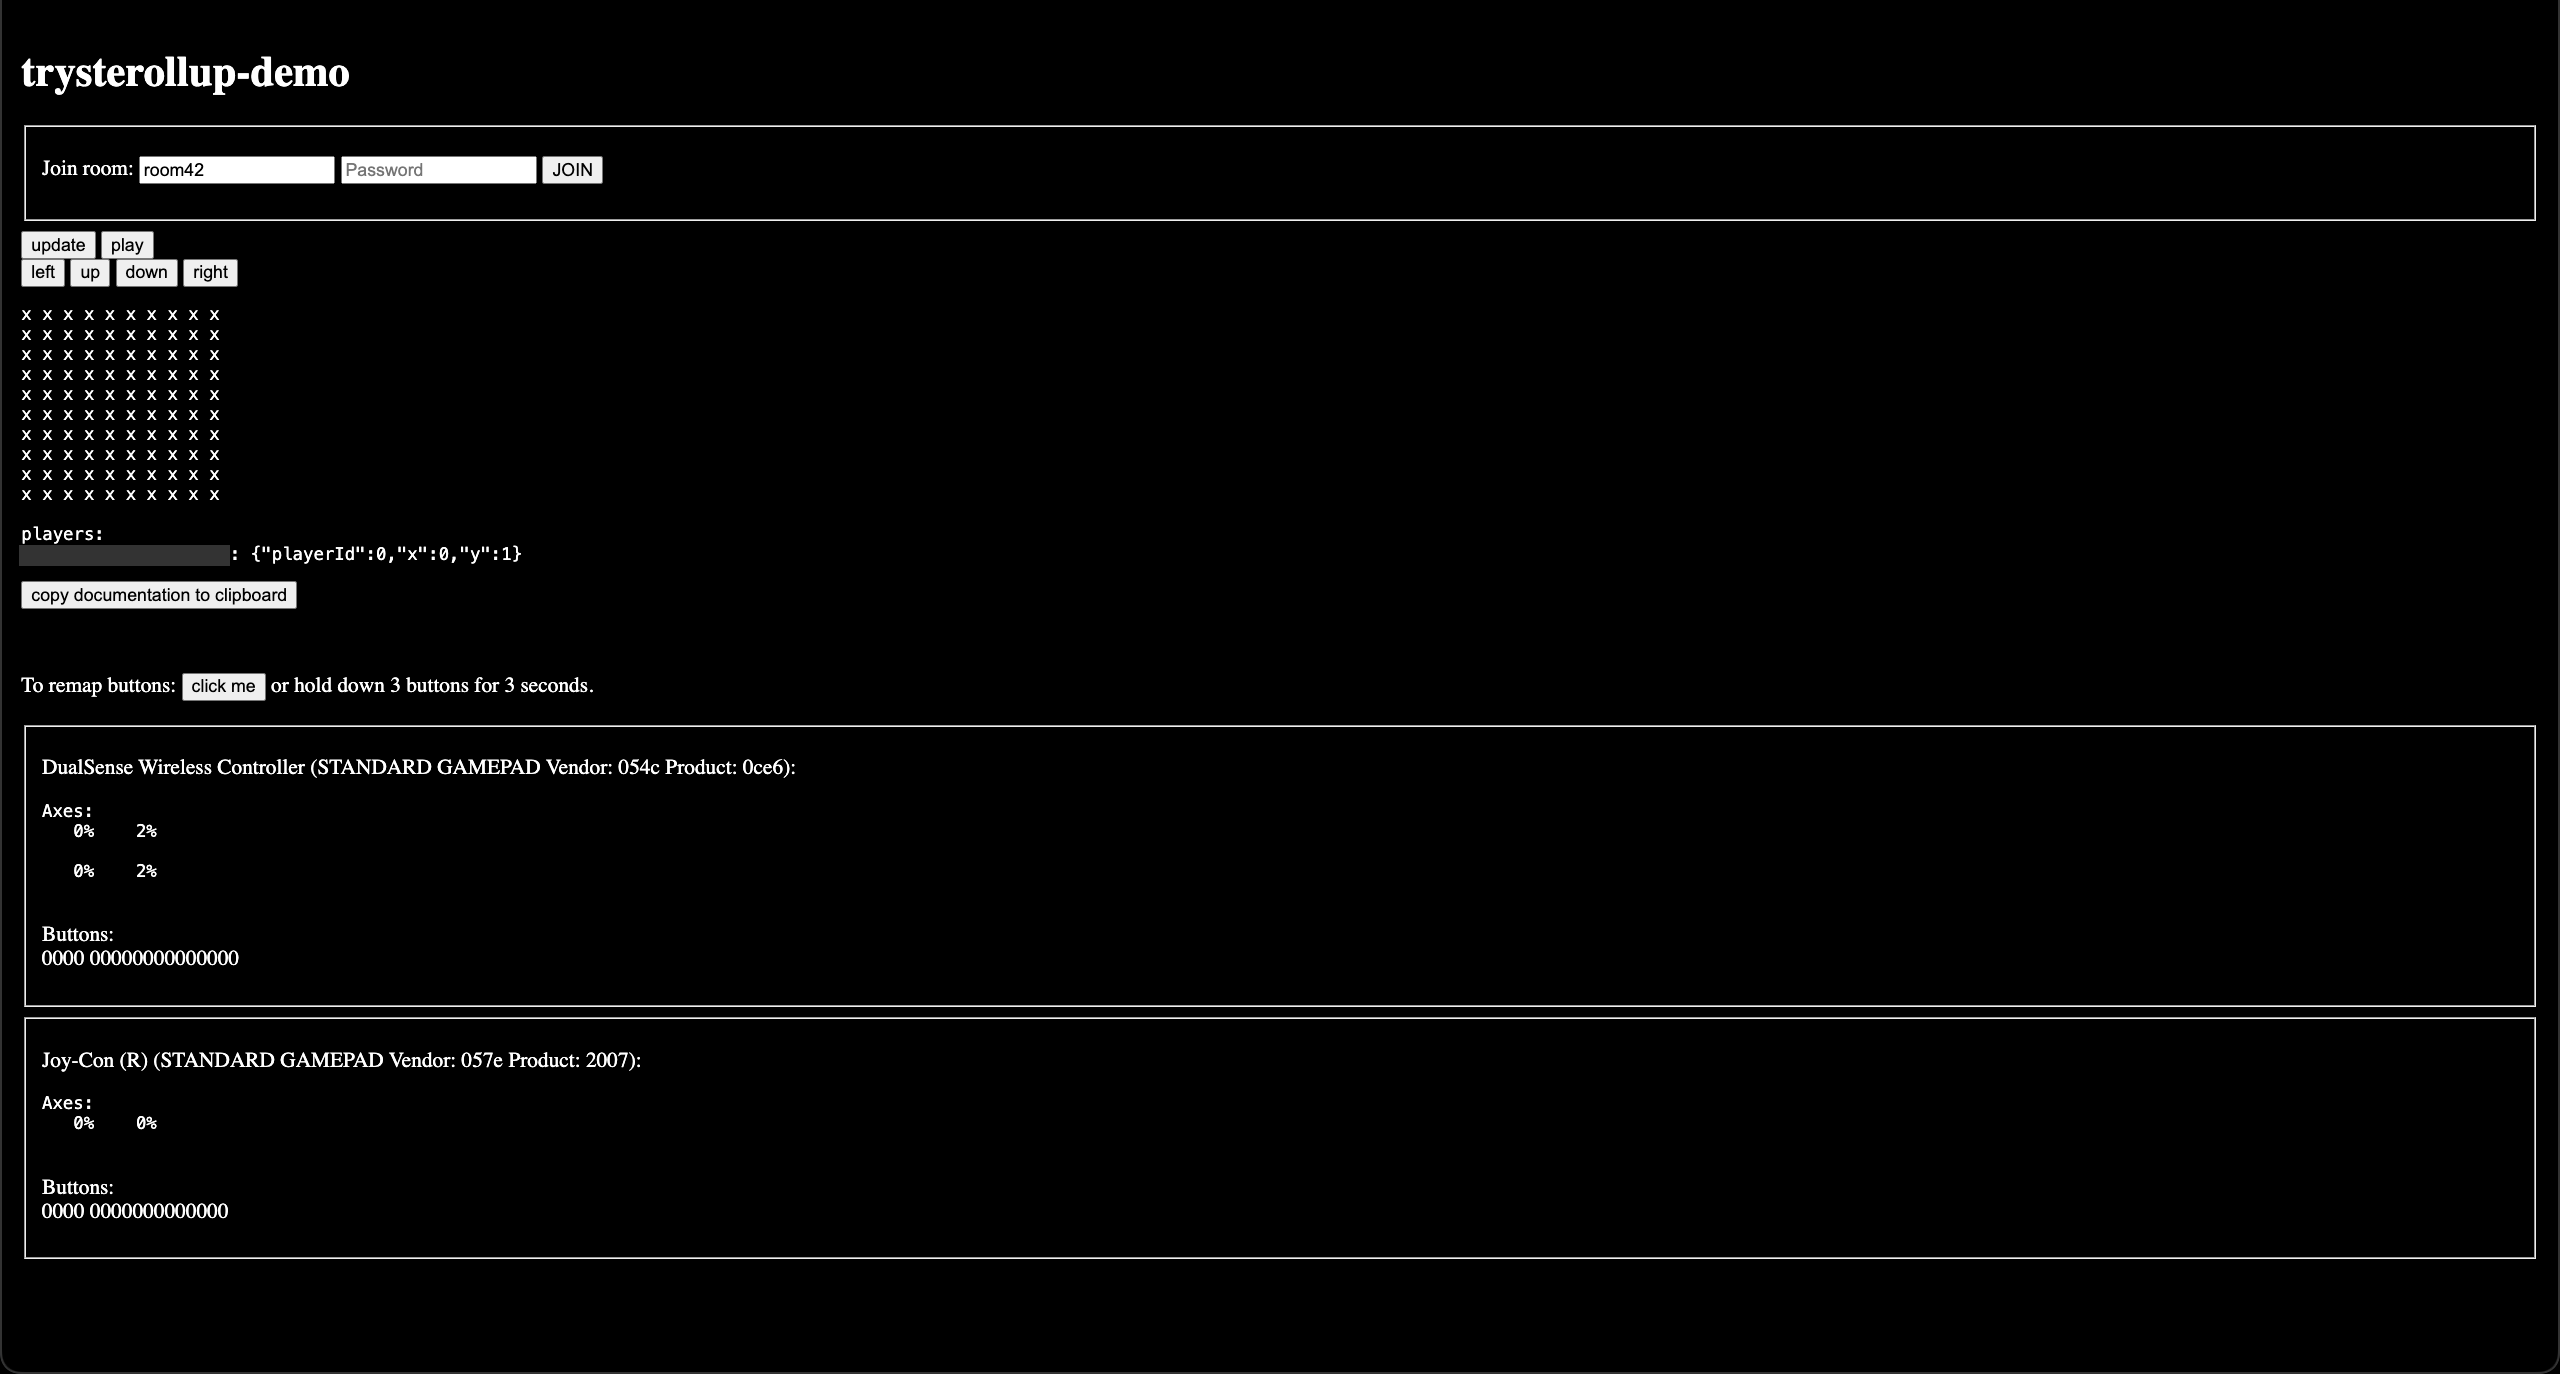 trysterollup-demo
Join room: room42 Password JOIN
update play
left up down right
x x x x x x x x x x
x x x x x x x x x x
x x x x x x x x x x
x x x x x x x x x x
x x x x x x x x x x
x x x x x x x x x x
x x x x x x x x x x
x x x x x x x x x x
x x x x x x x x x x
x x x x x x x x x x
players:
: {"playerId":0,"x":0,"y":1}
copy documentation to clipboard
To remap buttons: click me or hold down 3 buttons for 3 seconds.
DualSense Wireless Controller (STANDARD GAMEPAD Vendor: 054c Product: 0ce6):
Axes:
0% 2%
0% 2%
Buttons:
0000 00000000000000
Joy-Con (R) (STANDARD GAMEPAD Vendor: 057e Product: 2007):
Axes:
0% 0%
Buttons:
0000 0000000000000